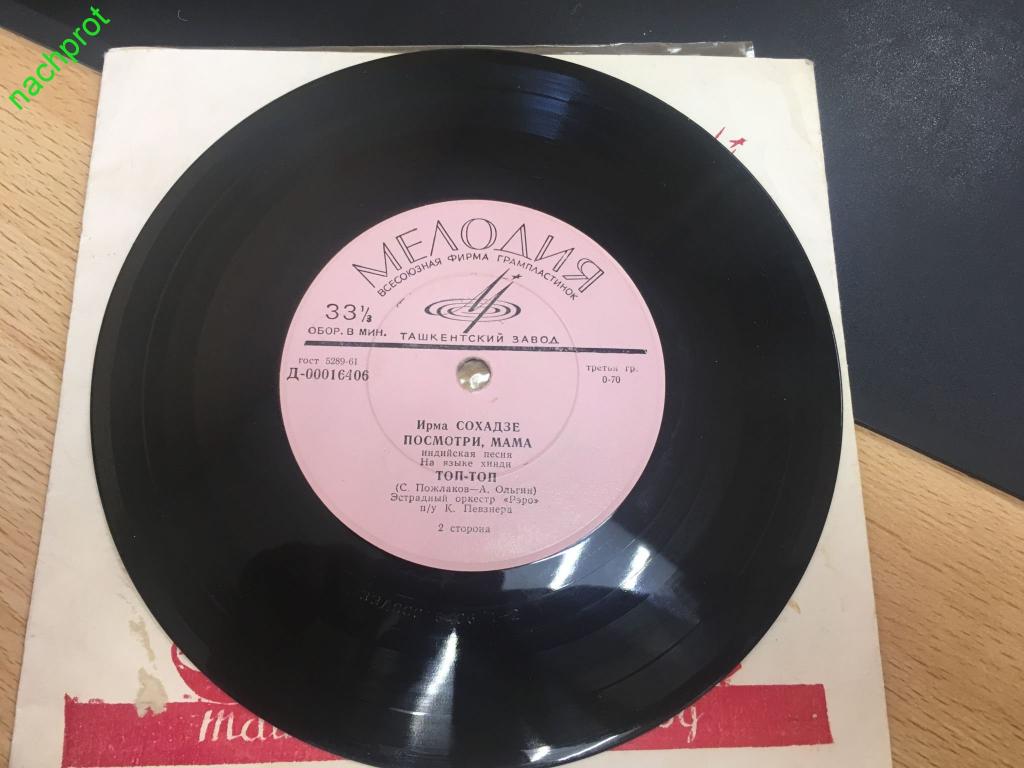 nachprot
МЕЛОДИЯ
ВСЕСОЮЗНАЯ ФИРМА ГРАМПЛАСТИНОК
33⅓
ОБОР. В МИН.
ТАШКЕНТСКИЙ ЗАВОД
гост 5289-61
Д-00016406
третья гр.
0-70
Ирма СОХАДЗЕ
ПОСМОТРИ, МАМА
индийская песня
На языке хинди
ТОП-ТОП
(С. Пожлаков—А. Ольгин)
Эстрадный оркестр «Рэро»
п/у К. Певзнера
2 сторона